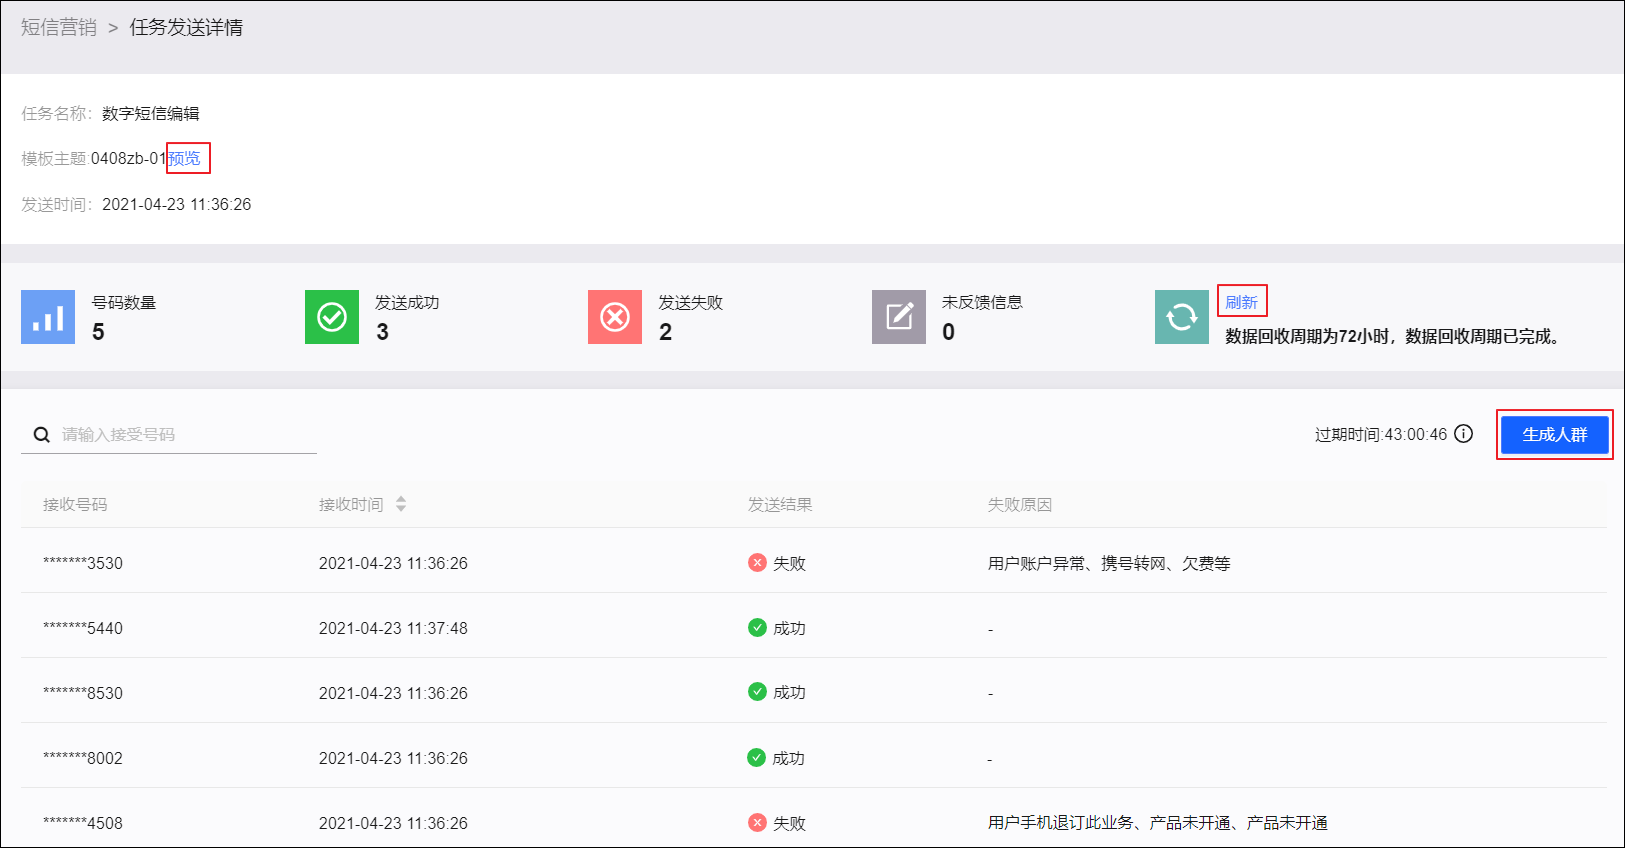 短信营销 > 任务发送详情
任务名称：数字短信编辑
模板主题:0408zb-01预览
发送时间：2021-04-23 11:36:26
号码数量 发送成功 发送失败 未反馈信息 刷新
5 3 2 0 数据回收周期为72小时，数据回收周期已完成。
请输入接受号码 过期时间:43:00:46 生成人群
接收号码 接收时间 发送结果 失败原因
*******3530 2021-04-23 11:36:26 失败 用户账户异常、携号转网、欠费等
*******5440 2021-04-23 11:37:48 成功 -
*******8530 2021-04-23 11:36:26 成功 -
*******8002 2021-04-23 11:36:26 成功 -
*******4508 2021-04-23 11:36:26 失败 用户手机退订此业务、产品未开通、产品未开通